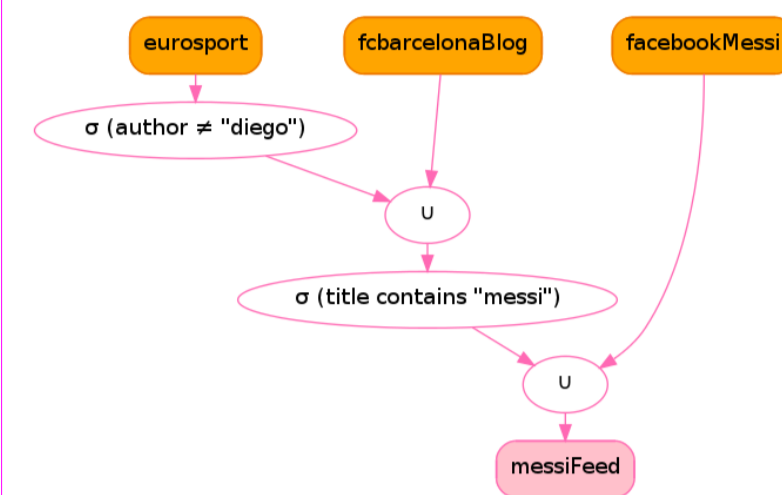 eurosport fcbarcelonaBlog facebookMessi
σ (author ≠ "diego")
∪
σ (title contains "messi")
∪
messiFeed